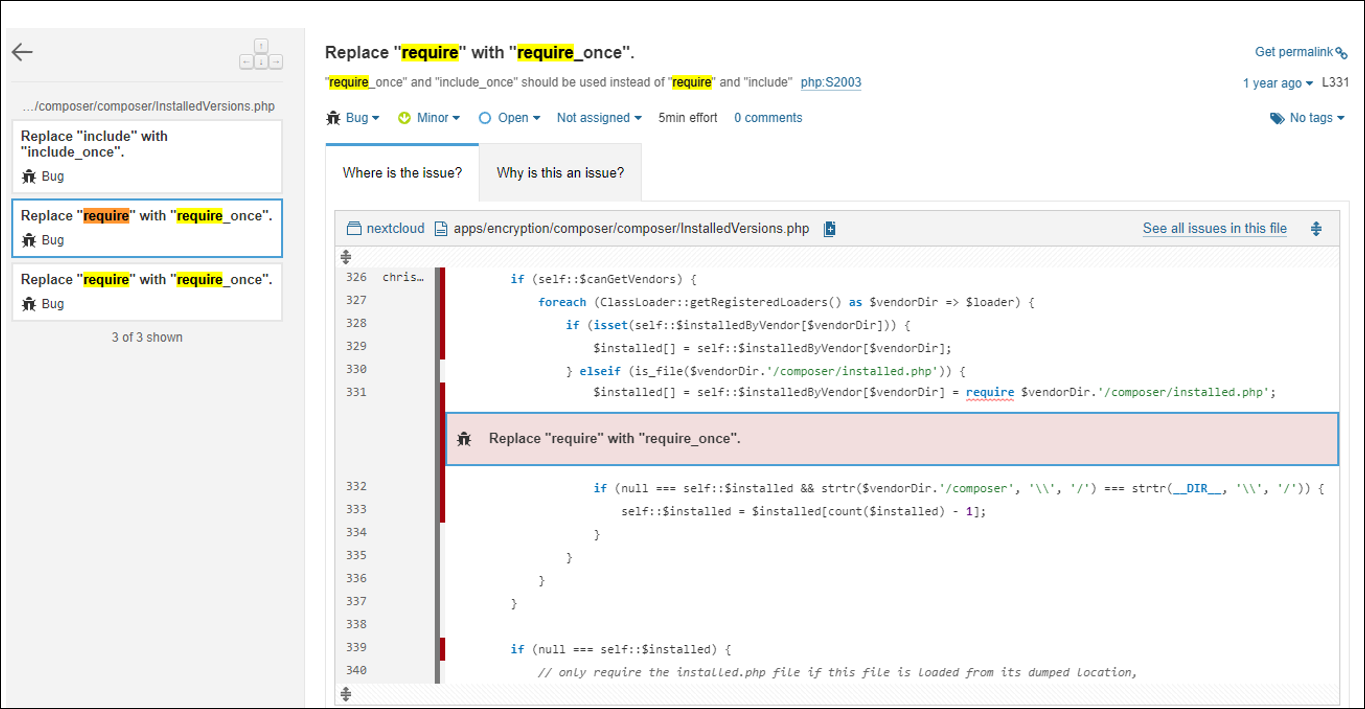 …/composer/composer/InstalledVersions.php
Replace "include" with
"include_once".
Bug
Replace "require" with "require_once".
Bug
Replace "require" with "require_once".
Bug
3 of 3 shown
Replace "require" with "require_once".
Get permalink
"require_once" and "include_once" should be used instead of "require" and "include" php:S2003
1 year ago L331
Bug Minor Open Not assigned 5min effort 0 comments
No tags
Where is the issue? Why is this an issue?
nextcloud apps/encryption/composer/composer/InstalledVersions.php See all issues in this file
326 chris… if (self::$canGetVendors) {
327 foreach (ClassLoader::getRegisteredLoaders() as $vendorDir => $loader) {
328 if (isset(self::$installedByVendor[$vendorDir])) {
329 $installed[] = self::$installedByVendor[$vendorDir];
330 } elseif (is_file($vendorDir.'/composer/installed.php')) {
331 $installed[] = self::$installedByVendor[$vendorDir] = require $vendorDir.'/composer/installed.php';
Replace "require" with "require_once".
332 if (null === self::$installed && strtr($vendorDir.'/composer', '\\', '/') === strtr(__DIR__, '\\', '/')) {
333 self::$installed = $installed[count($installed) - 1];
334 }
335 }
336 }
337 }
338
339 if (null === self::$installed) {
340 // only require the installed.php file if this file is loaded from its dumped location,